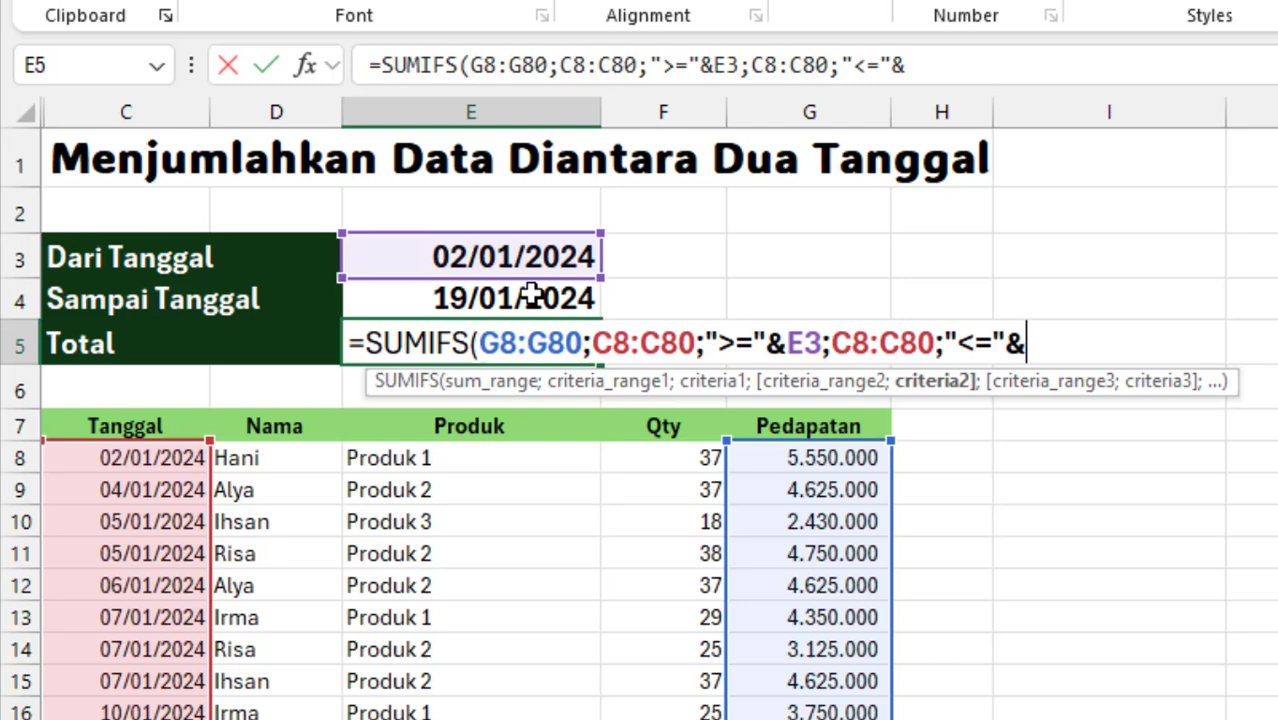 Clipboard Font Alignment Number Styles
E5 fx =SUMIFS(G8:G80;C8:C80;">="&E3;C8:C80;"<="&
C D E F G H I
1 Menjumlahkan Data Diantara Dua Tanggal
2
3 Dari Tanggal 02/01/2024
4 Sampai Tanggal 19/01/2024
5 Total =SUMIFS(G8:G80;C8:C80;">="&E3;C8:C80;"<="&
SUMIFS(sum_range; criteria_range1; criteria1; [criteria_range2; criteria2]; [criteria_range3; criteria3]; ...)
6
7 Tanggal Nama Produk Qty Pedapatan
8 02/01/2024 Hani Produk 1 37 5.550.000
9 04/01/2024 Alya Produk 2 37 4.625.000
10 05/01/2024 Ihsan Produk 3 18 2.430.000
11 05/01/2024 Risa Produk 2 38 4.750.000
12 06/01/2024 Alya Produk 2 37 4.625.000
13 07/01/2024 Irma Produk 1 29 4.350.000
14 07/01/2024 Risa Produk 2 25 3.125.000
15 07/01/2024 Ihsan Produk 2 37 4.625.000
16 10/01/2024 Irma Produk 1 25 3.750.000